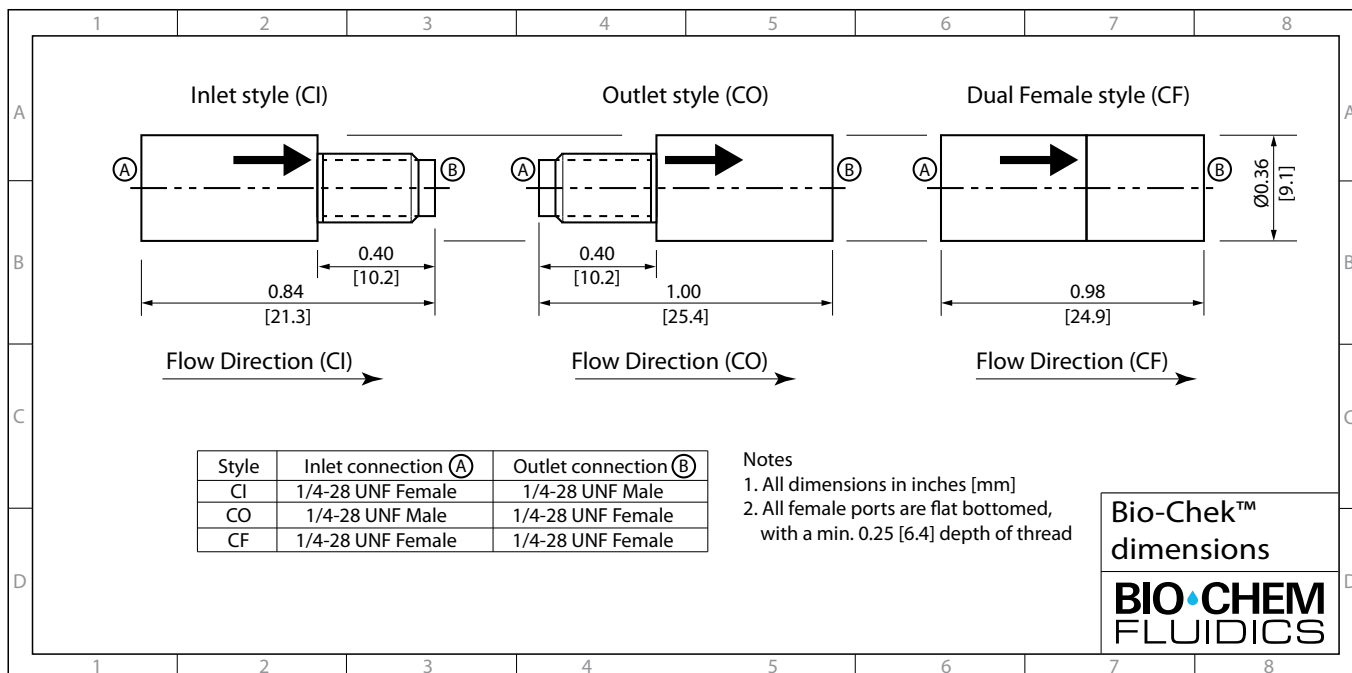 1 2 3 4 5 6 7 8
A A
Inlet style (CI) Outlet style (CO) Dual Female style (CF)
A B A B A B
Ø0.36
[9.1]
B B
0.40 0.40
[10.2] [10.2]
0.84 1.00 0.98
[21.3] [25.4] [24.9]
Flow Direction (CI) Flow Direction (CO) Flow Direction (CF)
C C
Style Inlet connection A Outlet connection B
CI 1/4-28 UNF Female 1/4-28 UNF Male
CO 1/4-28 UNF Male 1/4-28 UNF Female
CF 1/4-28 UNF Female 1/4-28 UNF Female
Notes
1. All dimensions in inches [mm]
2. All female ports are flat bottomed,
with a min. 0.25 [6.4] depth of thread
Bio-Chek™
dimensions
D D
BIO CHEM
FLUIDICS
1 2 3 4 5 6 7 8